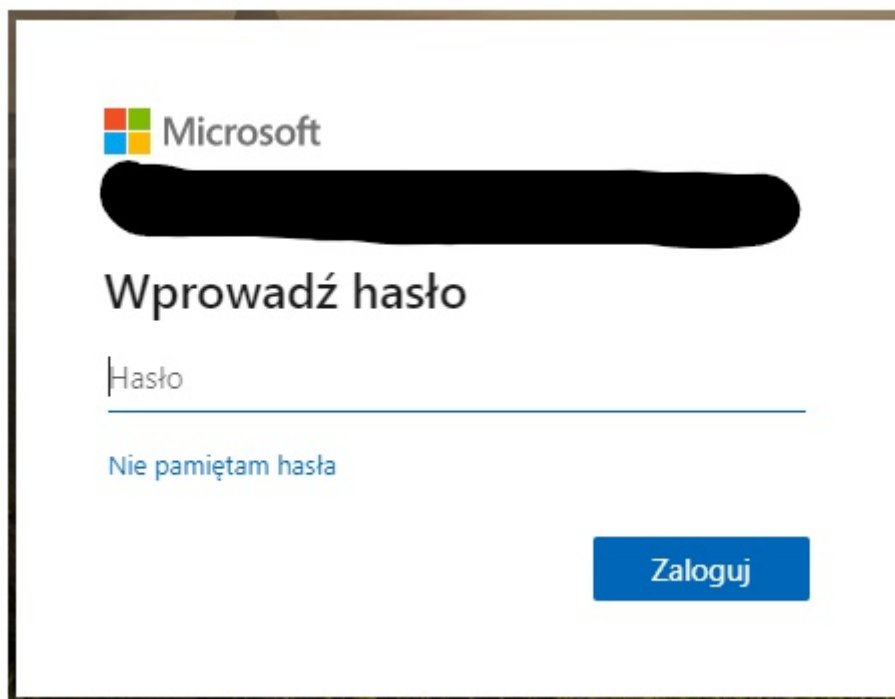 Microsoft
Wprowadź hasło
Hasło
Nie pamiętam hasła
Zaloguj